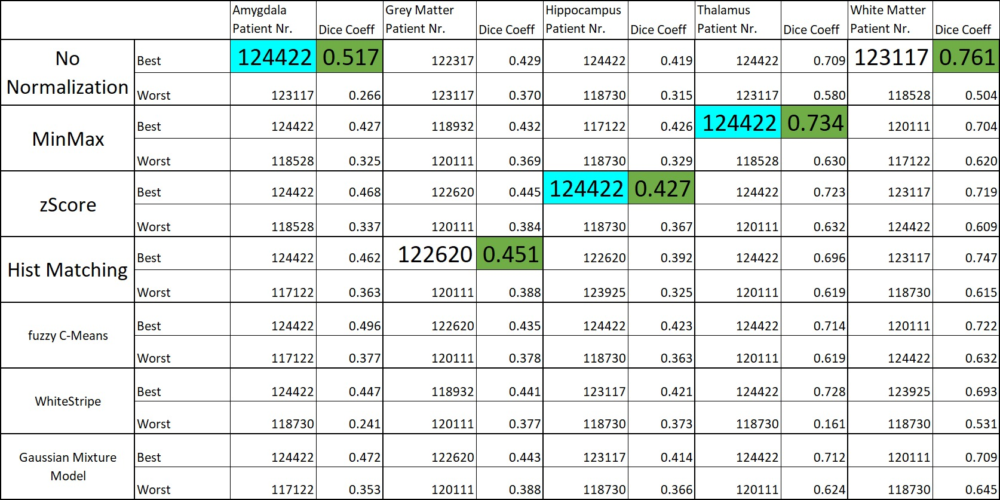 Amygdala Patient Nr. Dice Coeff Grey Matter Patient Nr. Dice Coeff Hippocampus Patient Nr. Dice Coeff Thalamus Patient Nr. Dice Coeff White Matter Patient Nr. Dice Coeff
No Normalization
Best 124422 0.517 122317 0.429 124422 0.419 124422 0.709 123117 0.761
Worst 123117 0.266 123117 0.370 118730 0.315 123117 0.580 118528 0.504
MinMax
Best 124422 0.427 118932 0.432 117122 0.426 124422 0.734 120111 0.704
Worst 118528 0.325 120111 0.369 118730 0.329 118528 0.630 117122 0.620
zScore
Best 124422 0.468 122620 0.445 124422 0.427 124422 0.723 123117 0.719
Worst 118528 0.337 120111 0.384 118730 0.367 120111 0.632 124422 0.609
Hist Matching
Best 124422 0.462 122620 0.451 122620 0.392 124422 0.696 123117 0.747
Worst 117122 0.363 120111 0.388 123925 0.325 120111 0.619 118730 0.615
fuzzy C-Means
Best 124422 0.496 122620 0.435 124422 0.423 124422 0.714 120111 0.722
Worst 117122 0.377 120111 0.378 118730 0.363 120111 0.619 124422 0.632
WhiteStripe
Best 124422 0.447 118932 0.441 123117 0.421 124422 0.728 123925 0.693
Worst 118730 0.241 120111 0.377 118730 0.373 118730 0.161 118730 0.531
Gaussian Mixture Model
Best 124422 0.472 122620 0.443 123117 0.414 124422 0.712 120111 0.709
Worst 117122 0.353 120111 0.388 118730 0.366 120111 0.624 118730 0.645